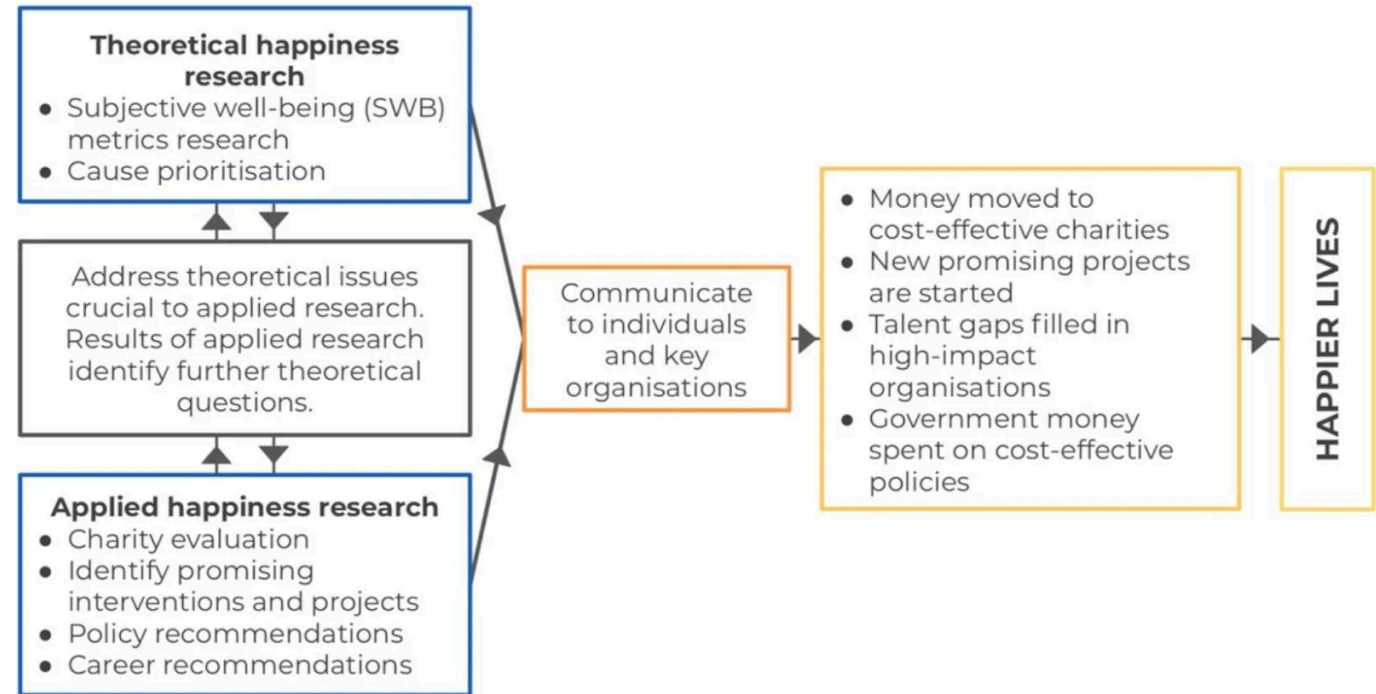 Theoretical happiness
research
● Subjective well-being (SWB)
metrics research
● Cause prioritisation
Address theoretical issues
crucial to applied research.
Results of applied research
identify further theoretical
questions.
Applied happiness research
● Charity evaluation
● Identify promising
interventions and projects
● Policy recommendations
● Career recommendations
Communicate
to individuals
and key
organisations
● Money moved to
cost-effective charities
● New promising projects
are started
● Talent gaps filled in
high-impact
organisations
● Government money
spent on cost-effective
policies
HAPPIER LIVES